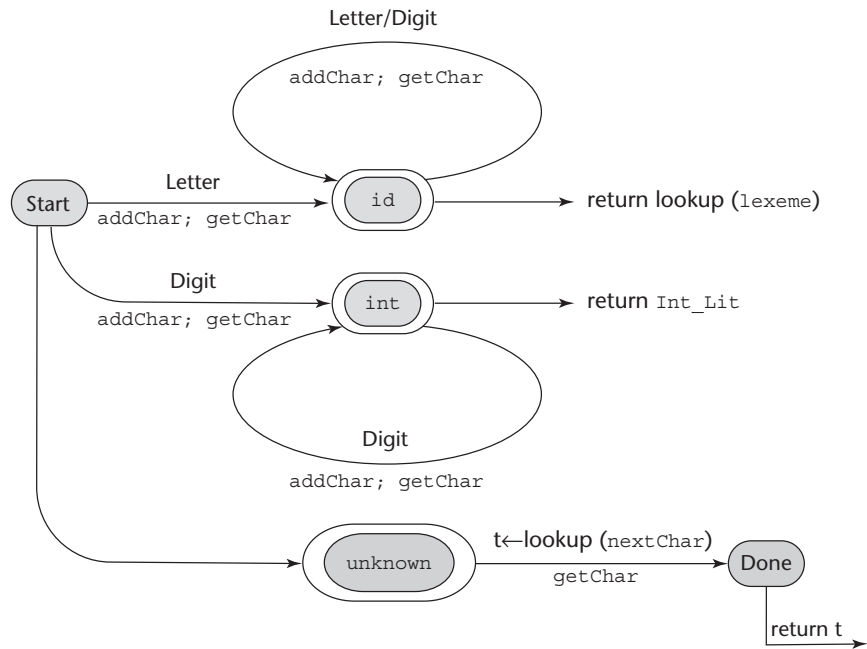 Letter/Digit
addChar; getChar
Letter
Start
addChar; getChar
id
return lookup (lexeme)
Digit
addChar; getChar
int
return Int_Lit
Digit
addChar; getChar
unknown
t←lookup (nextChar)
getChar
Done
return t